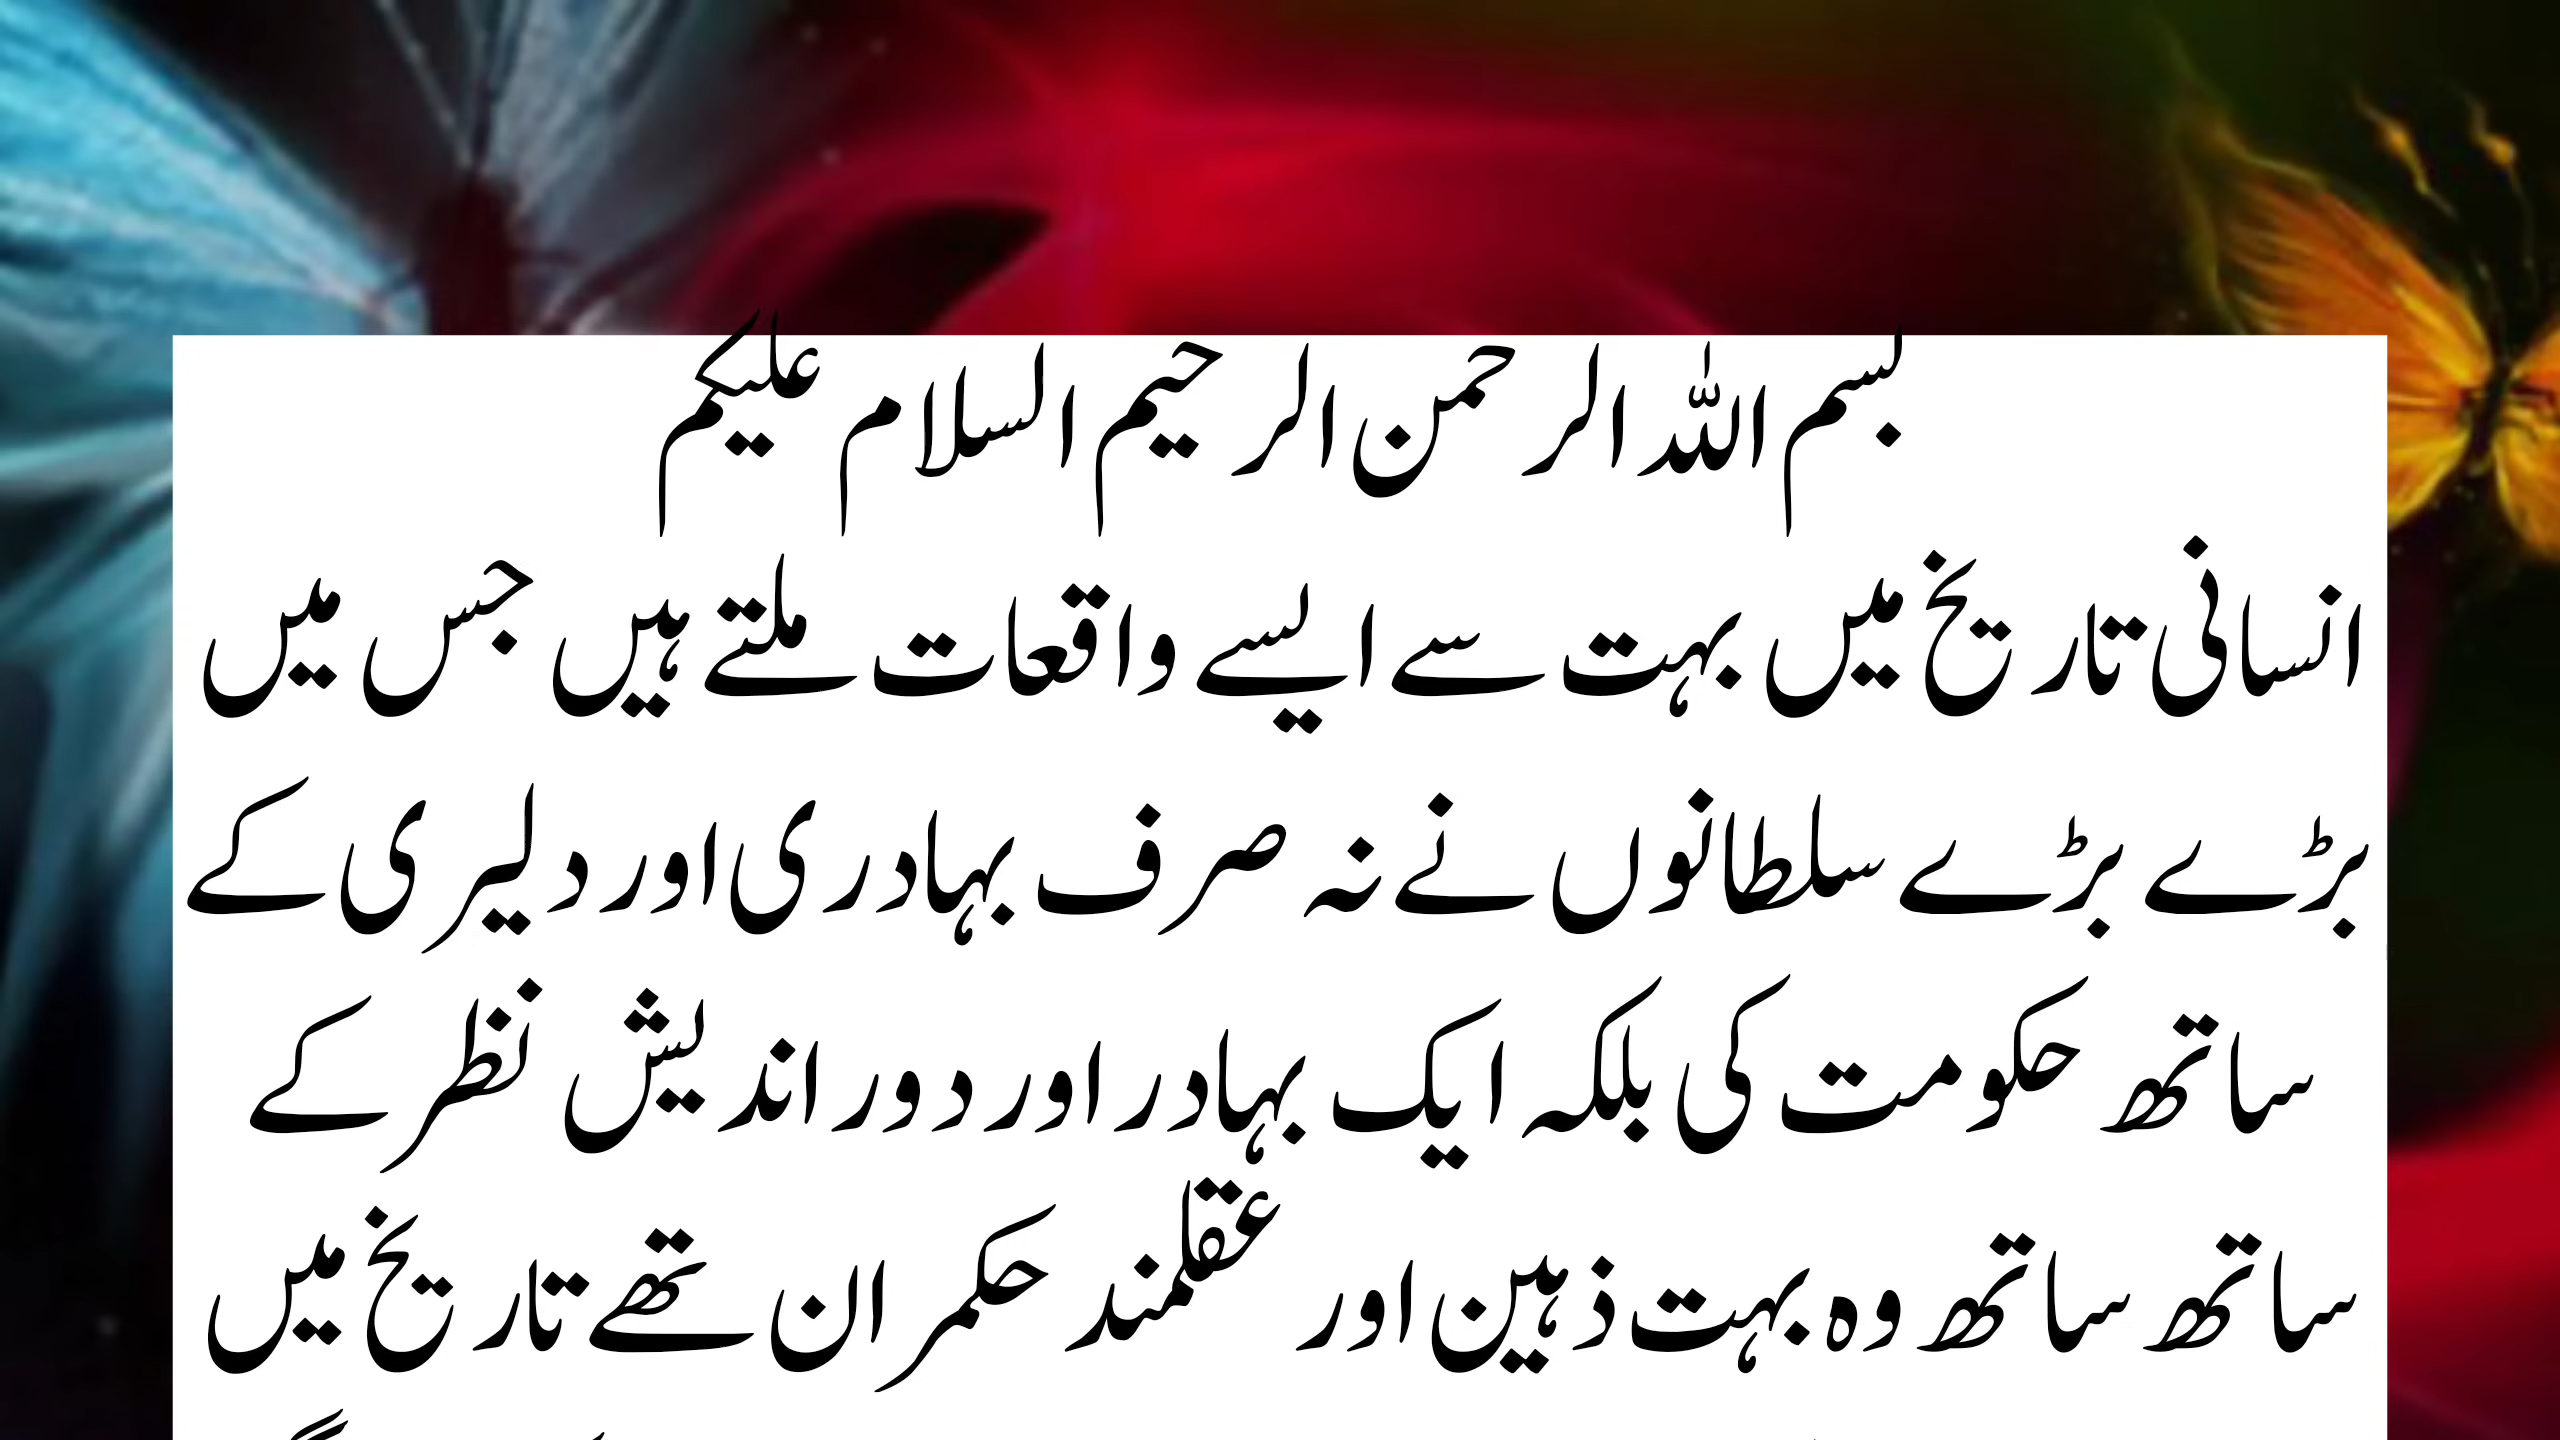 بسم اللہ الرحمن الرحیم السلام علیکم
انسانی تاریخ میں بہت سے ایسے واقعات ملتے ہیں جس میں
بڑے بڑے سلطانوں نے نہ صرف بہادری اور دلیری کے
ساتھ حکومت کی بلکہ ایک بہادر اور دور اندیش نظر کے
ساتھ ساتھ وہ بہت ذہین اور عقلمند حکمران تھے تاریخ میں